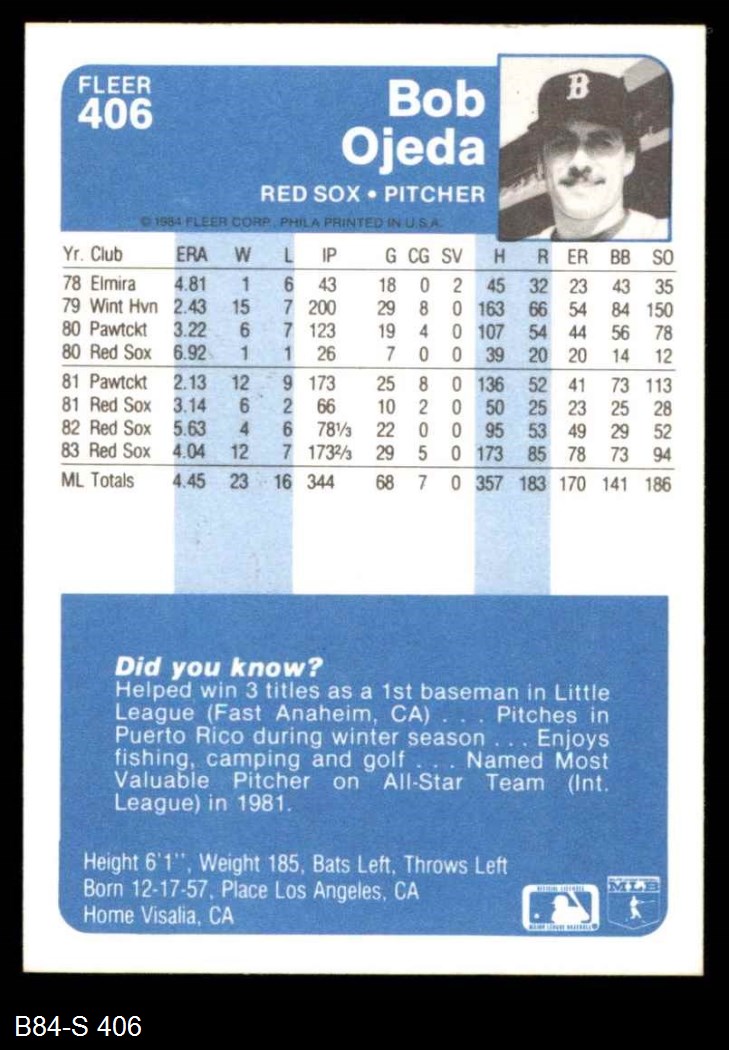 FLEER
406
Bob
Ojeda
RED SOX • PITCHER
© 1984 FLEER CORP. PHILA PRINTED IN U.S.A.
B
Yr. Club ERA W L IP G CG SV H R ER BB SO
78 Elmira 4.81 1 6 43 18 0 2 45 32 23 43 35
79 Wint Hvn 2.43 15 7 200 29 8 0 163 66 54 84 150
80 Pawtckt 3.22 6 7 123 19 4 0 107 54 44 56 78
80 Red Sox 6.92 1 1 26 7 0 0 39 20 20 14 12
81 Pawtckt 2.13 12 9 173 25 8 0 136 52 41 73 113
81 Red Sox 3.14 6 2 66 10 2 0 50 25 23 25 28
82 Red Sox 5.63 4 6 78⅓ 22 0 0 95 53 49 29 52
83 Red Sox 4.04 12 7 173⅔ 29 5 0 173 85 78 73 94
ML Totals 4.45 23 16 344 68 7 0 357 183 170 141 186
Did you know?
Helped win 3 titles as a 1st baseman in Little
League (Fast Anaheim, CA) . . . Pitches in
Puerto Rico during winter season . . . Enjoys
fishing, camping and golf . . . Named Most
Valuable Pitcher on All-Star Team (Int.
League) in 1981.
Height 6'1'', Weight 185, Bats Left, Throws Left
Born 12-17-57, Place Los Angeles, CA
Home Visalia, CA
OFFICIAL LICENSEE
MAJOR LEAGUE BASEBALL
MLB
B84-S 406